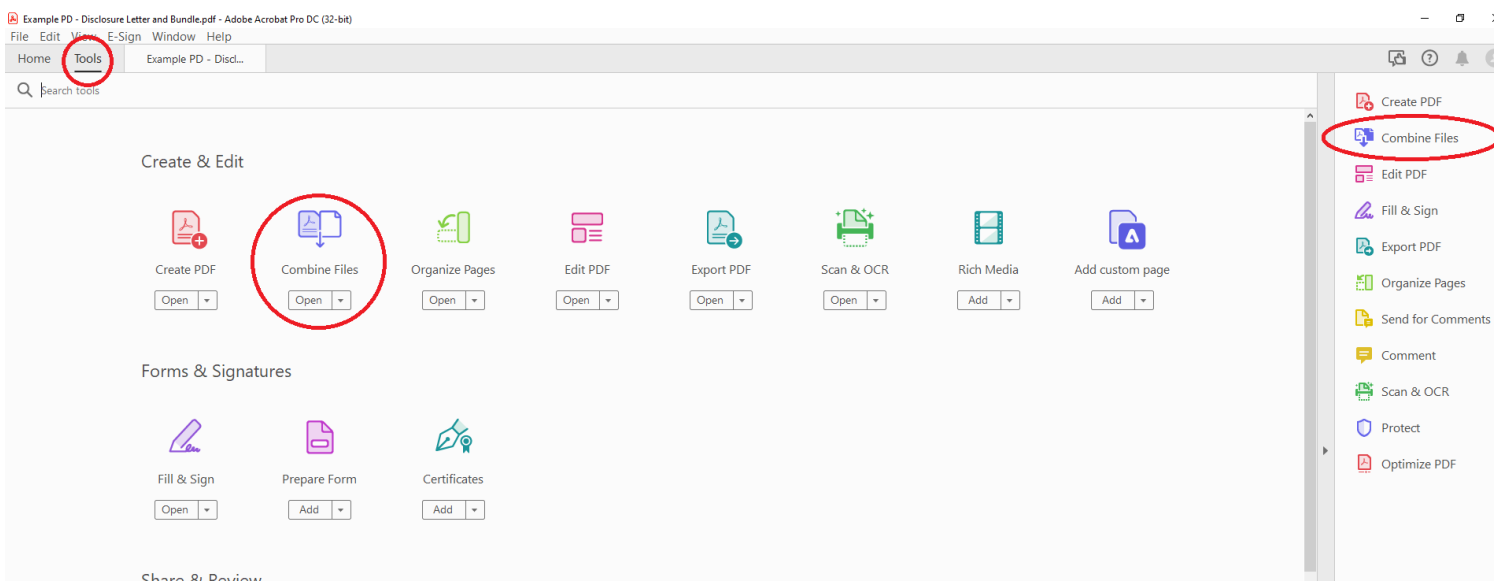 Example PD - Disclosure Letter and Bundle.pdf - Adobe Acrobat Pro DC (32-bit)
File Edit View E-Sign Window Help
Home Tools Example PD - Discl...
Search tools
Create & Edit
Create PDF Combine Files Organize Pages Edit PDF Export PDF Scan & OCR Rich Media Add custom page
Open Open Open Open Open Open Add Add
Forms & Signatures
Fill & Sign Prepare Form Certificates
Open Add Add
Share & Review
Create PDF
Combine Files
Edit PDF
Fill & Sign
Export PDF
Organize Pages
Send for Comments
Comment
Scan & OCR
Protect
Optimize PDF